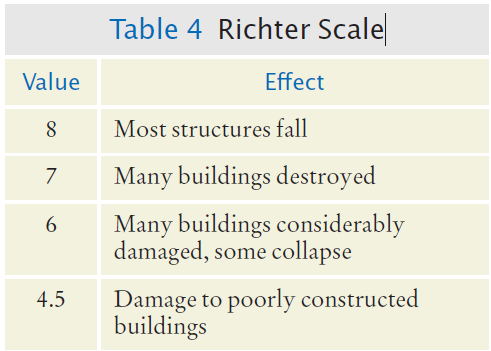 Table 4 Richter Scale
Value Effect
8 Most structures fall
7 Many buildings destroyed
6 Many buildings considerably
damaged, some collapse
4.5 Damage to poorly constructed
buildings